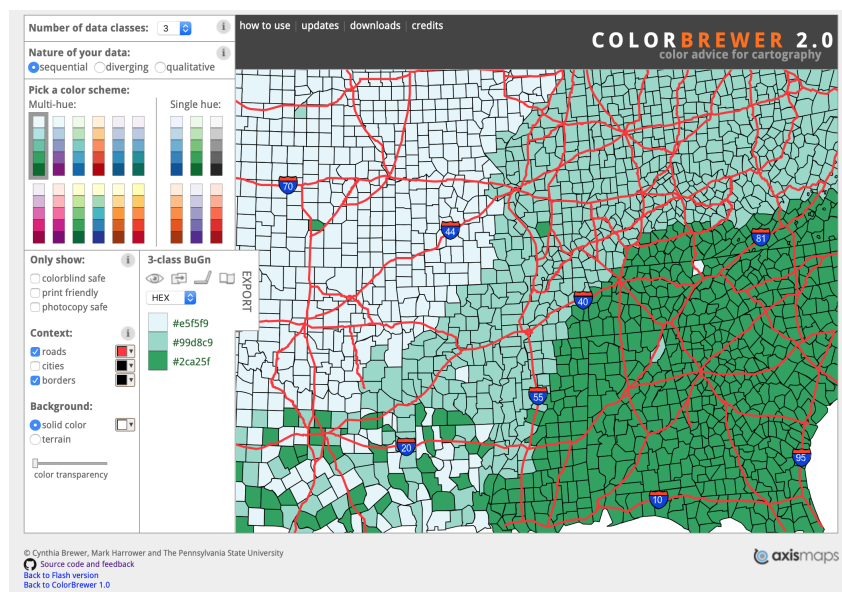 Number of data classes: 3 i
how to use | updates | downloads | credits
COLORBREWER 2.0
color advice for cartography
Nature of your data: i
sequential diverging qualitative
Pick a color scheme:
Multi-hue: Single hue:
70
44
81
40
55
20
95
10
Only show: i
colorblind safe
print friendly
photocopy safe
Context: i
roads
cities
borders
Background:
solid color
terrain
color transparency
3-class BuGn
HEX
EXPORT
#e5f5f9
#99d8c9
#2ca25f
© Cynthia Brewer, Mark Harrower and The Pennsylvania State University
Source code and feedback
Back to Flash version
Back to ColorBrewer 1.0
axismaps